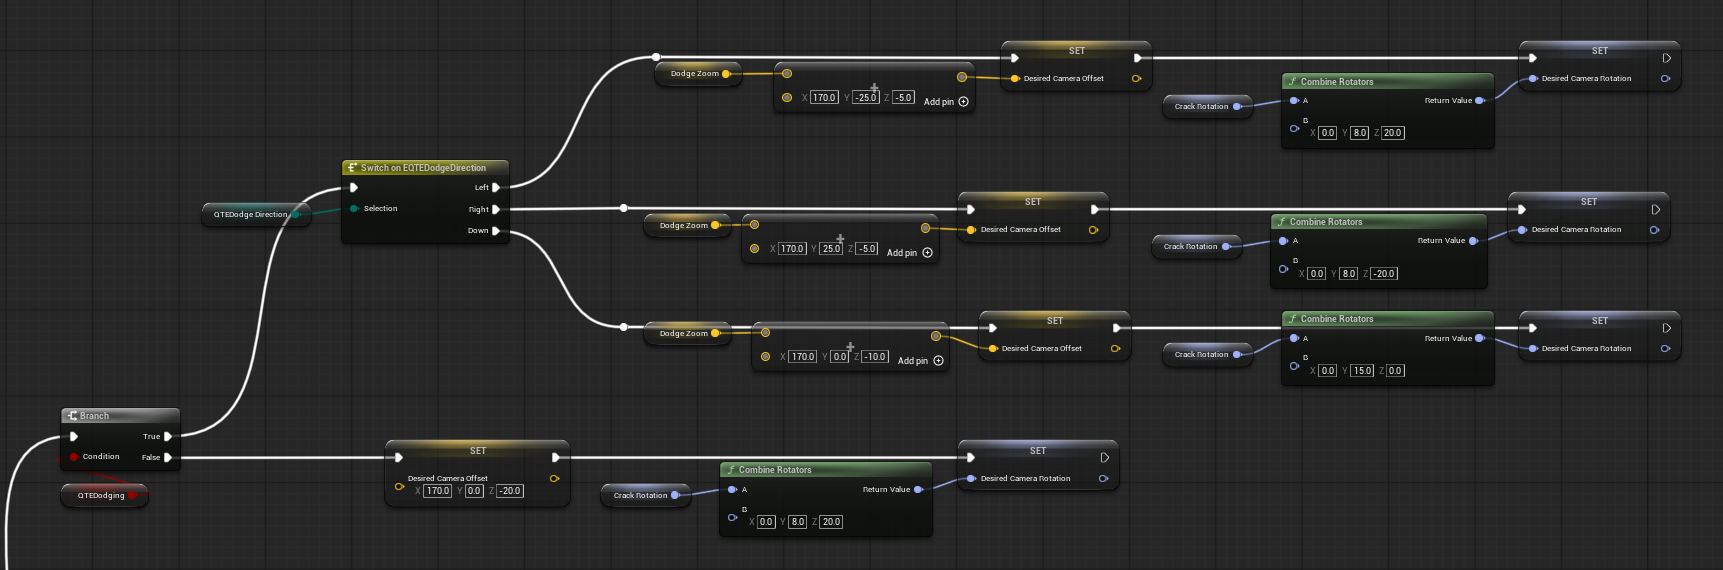 SET
SET
Dodge Zoom
Desired Camera Offset
Desired Camera Rotation
X 170.0 Y -25.0 Z -5.0 Add pin
Combine Rotators
Crack Rotation
A
Return Value
B
X 0.0 Y 8.0 Z 20.0
Switch on EQTEDodgeDirection
Left
QTEDodge Direction
Selection
Right
Down
SET
SET
Dodge Zoom
Desired Camera Offset
Desired Camera Rotation
X 170.0 Y 25.0 Z -5.0 Add pin
Combine Rotators
Crack Rotation
A
Return Value
B
X 0.0 Y 8.0 Z -20.0
SET
SET
Dodge Zoom
Desired Camera Offset
Desired Camera Rotation
X 170.0 Y 0.0 Z -10.0 Add pin
Combine Rotators
Crack Rotation
A
Return Value
B
X 0.0 Y 15.0 Z 0.0
Branch
True
Condition
False
QTEDodging
SET
Desired Camera Offset
X 170.0 Y 0.0 Z -20.0
Combine Rotators
Crack Rotation
A
Return Value
B
X 0.0 Y 8.0 Z 20.0
SET
Desired Camera Rotation